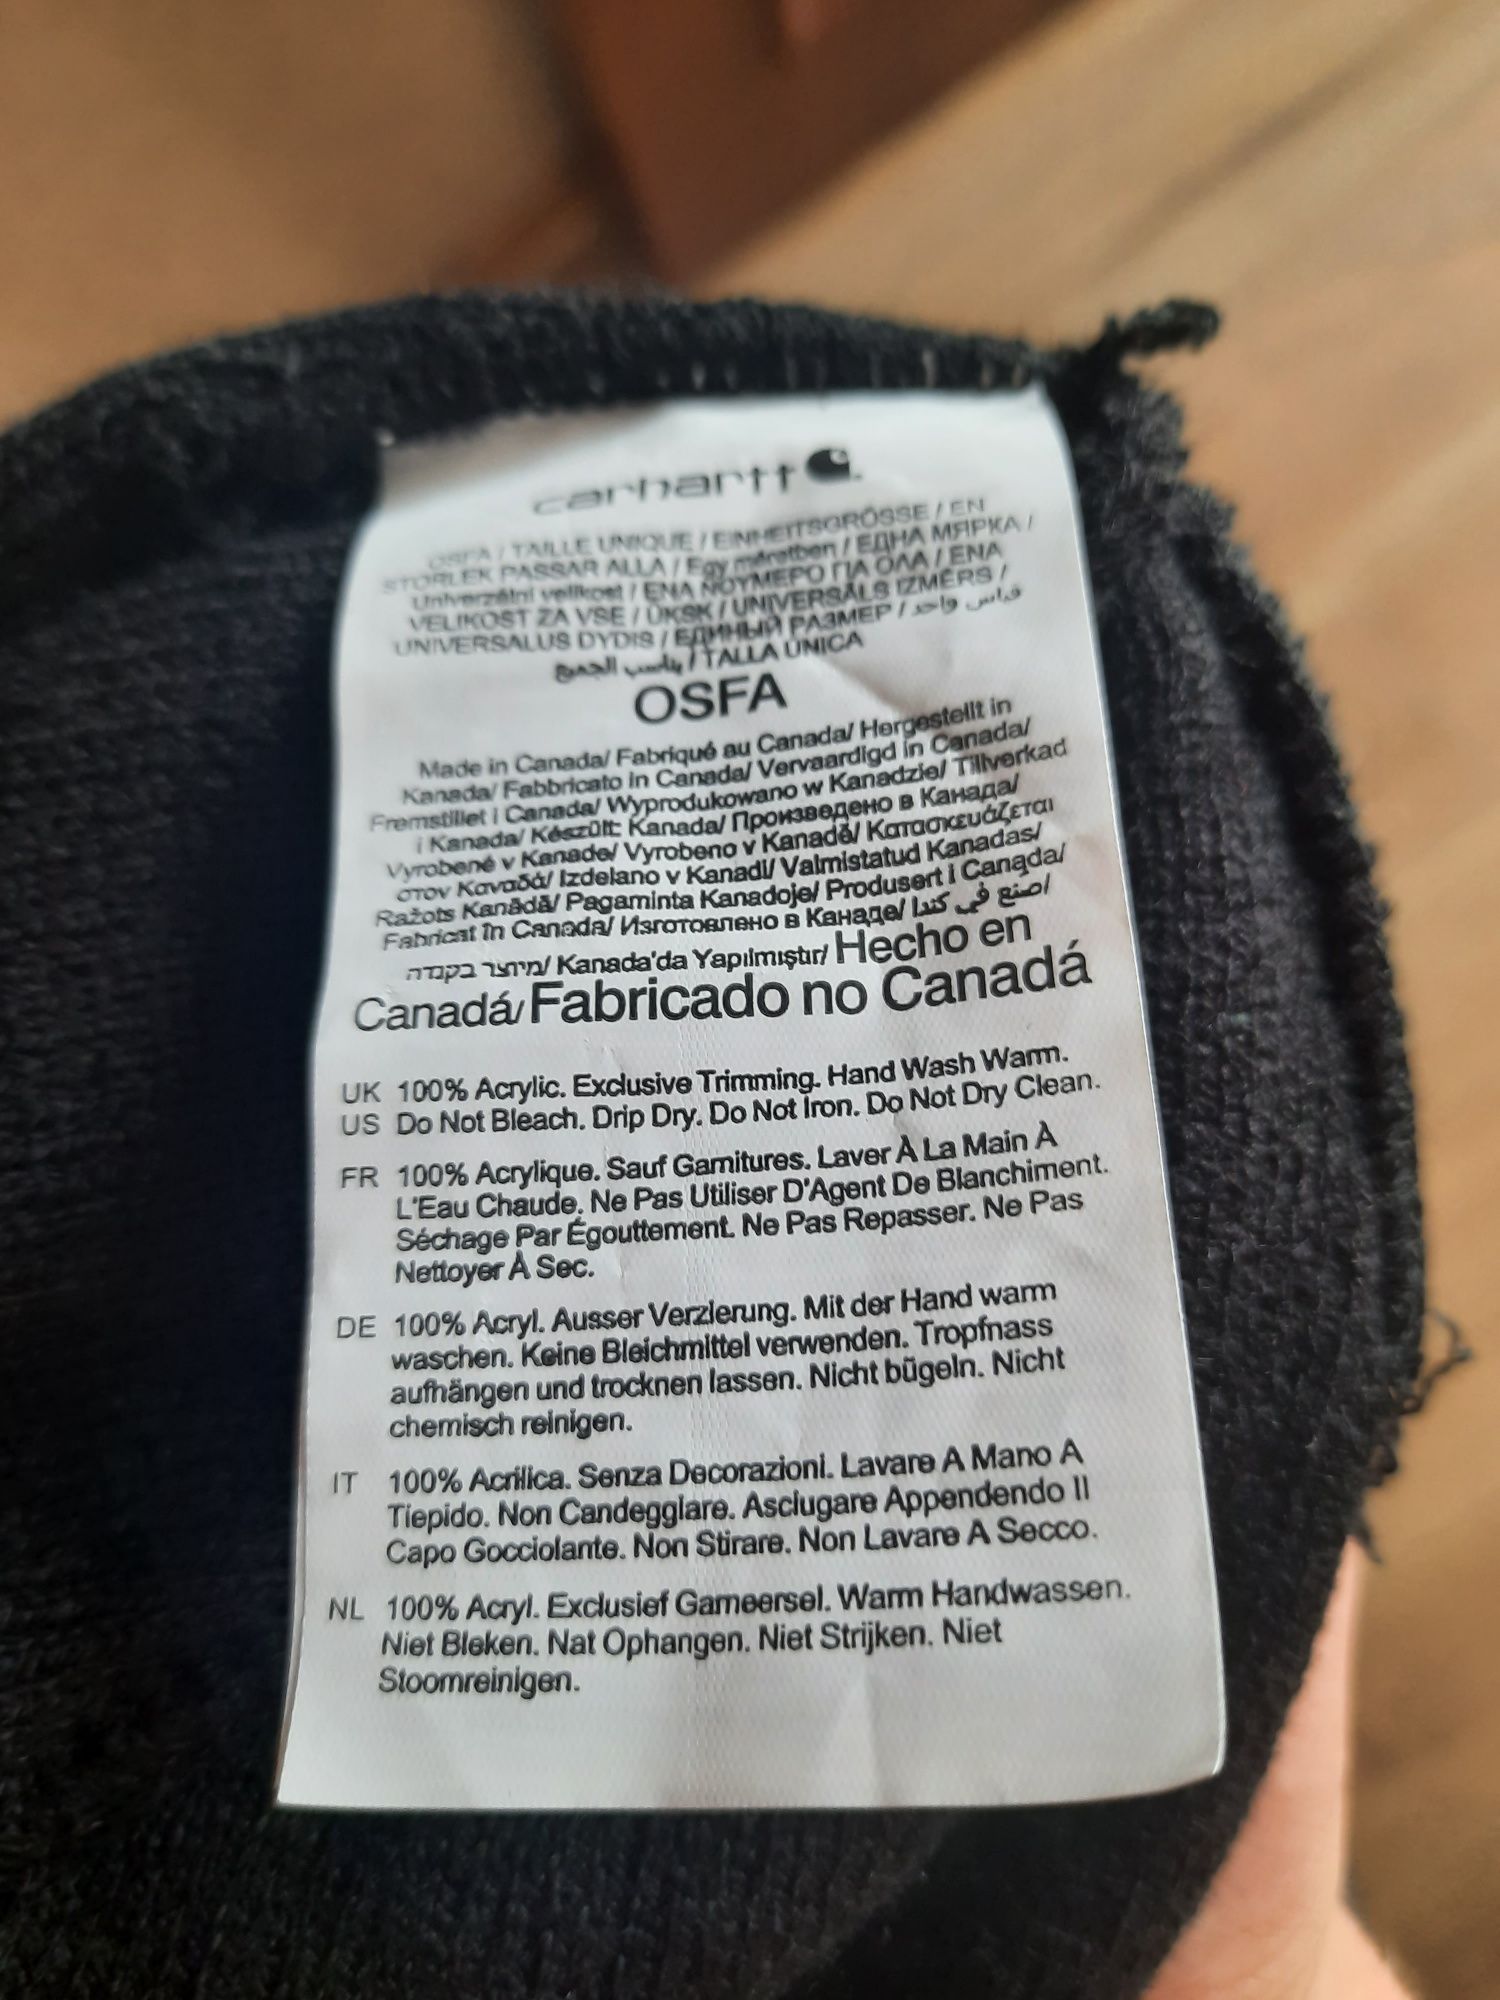 carhartt
OSFA / TAILLE UNIQUE / EINHEITSGRÖSSE / EN
STORLEK PASSAR ALLA / Egy méretben / ЕДНА МЯРКА /
Univerzální velikost / ΕΝΑ ΝΟΥΜΕΡΟ ΓΙΑ ΟΛΑ / ENA
VELIKOST ZA VSE / ÜKSK / UNIVERSĀLS IZMĒRS /
UNIVERSALUS DYDIS / ЕДИНЫЙ РАЗМЕР / قياس واحد
يناسب الجميع / TALLA ÚNICA
OSFA
Made in Canada/ Fabriqué au Canada/ Hergestellt in
Kanada/ Fabbricato in Canada/ Vervaardigd in Canada/
Fremstillet i Canada/ Wyprodukowano w Kanadzie/ Tillverkad
i Kanada/ Készült: Kanada/ Произведено в Канада/
Vyrobené v Kanade/ Vyrobeno v Kanadě/ Κατασκευάζεται
στον Καναδά/ Izdelano v Kanadi/ Valmistatud Kanadas/
Ražots Kanādā/ Pagaminta Kanadoje/ Produsert i Canada/
Fabricat în Canada/ Изготовлено в Канаде/ اصنع في كندا/
מיוצר בקנדה/ Kanada'da Yapılmıştır/ Hecho en
Canadá/ Fabricado no Canadá
UK 100% Acrylic. Exclusive Trimming. Hand Wash Warm.
US Do Not Bleach. Drip Dry. Do Not Iron. Do Not Dry Clean.
FR 100% Acrylique. Sauf Garnitures. Laver À La Main À
L'Eau Chaude. Ne Pas Utiliser D'Agent De Blanchiment.
Séchage Par Égouttement. Ne Pas Repasser. Ne Pas
Nettoyer À Sec.
DE 100% Acryl. Ausser Verzierung. Mit der Hand warm
waschen. Keine Bleichmittel verwenden. Tropfnass
aufhängen und trocknen lassen. Nicht bügeln. Nicht
chemisch reinigen.
IT 100% Acrilica. Senza Decorazioni. Lavare A Mano A
Tiepido. Non Candeggiare. Asciugare Appendendo Il
Capo Gocciolante. Non Stirare. Non Lavare A Secco.
NL 100% Acryl. Exclusief Garneersel. Warm Handwassen.
Niet Bleken. Nat Ophangen. Niet Strijken. Niet
Stoomreinigen.